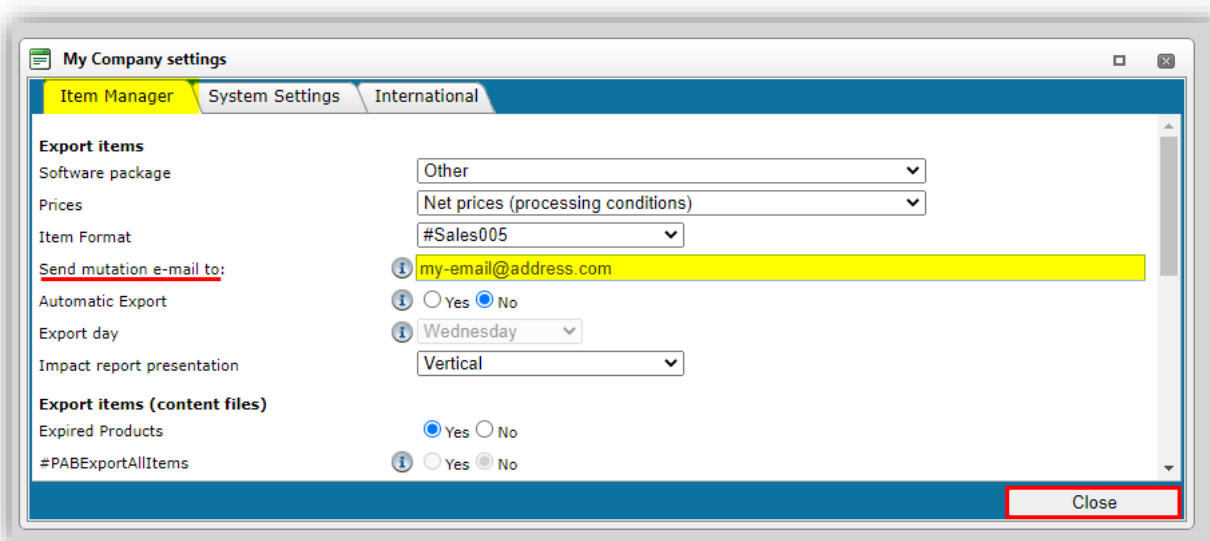 My Company settings
Item Manager System Settings International
Export items
Software package Other
Prices Net prices (processing conditions)
Item Format #Sales005
Send mutation e-mail to: i my-email@address.com
Automatic Export i Yes No
Export day i Wednesday
Impact report presentation Vertical
Export items (content files)
Expired Products Yes No
#PABExportAllItems i Yes No
Close